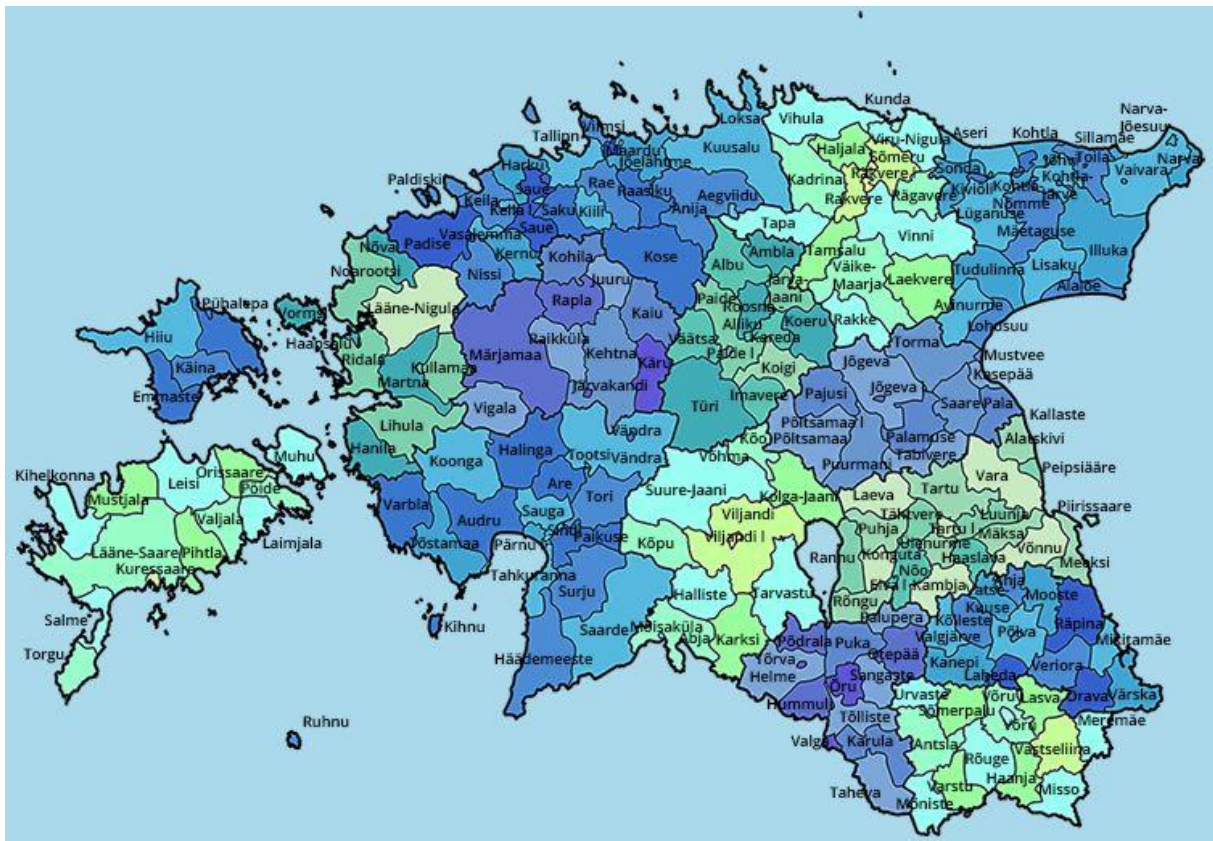 Kunda
Loksa
Vihula
Narva-
Jõesuu
Tallinn
Viimsi
Viru-Nigula
Aseri
Kohtla
Sillamäe
Maardu
Kuusalu
Haljala
Sõmeru
Toila
Narva
Harku
Jõelähtme
Sonda
Vaivara
Paldiski
Saue
Rae
Raasiku
Aegviidu
Kadrina
Rakvere
Rägavere
Kiviõli
Kohtla-
Järve
Keila
Keila l
Saku
Kiili
Anija
Rakvere
Lüganuse
Nõmme
Mäetaguse
Padise
Vasalemma
Saue
Tapa
Vinni
Illuka
Nõva
Kernu
Kohila
Kose
Albu
Ambla
Tamsalu
Noarootsi
Nissi
Juuru
Väike-
Maarja
Laekvere
Tudulinna
Iisaku
Alajõe
Järva-
Jaani
Lääne-Nigula
Rapla
Kaiu
Paide
Roosna-
Alliku
Avinurme
Pühalepa
Vormsi
Koeru
Rakke
Lohusuu
Hiiu
Haapsalu
Raikküla
Väätsa
Kareda
Torma
Ridala
Märjamaa
Kehtna
Käru
Paide l
Koigi
Jõgeva
Mustvee
Käina
Kullamaa
Kasepää
Martna
Järvakandi
Jõgeva
Emmaste
Vigala
Türi
Imavere
Pajusi
Saare
Pala
Kallaste
Lihula
Põltsamaa l
Põltsamaa
Hanila
Halinga
Vändra
Kõo
Palamuse
Alatskivi
Koonga
Tootsi
Vändra
Võhma
Tabivere
Muhu
Puurmani
Peipsiääre
Kihelkonna
Orissaare
Leisi
Vara
Mustjala
Pöide
Are
Tori
Suure-Jaani
Kolga-Jaani
Laeva
Tartu
Varbla
Piirissaare
Valjala
Audru
Sauga
Viljandi
Tähtvere
Luunja
Sindi
Puhja
Tartu l
Mäksa
Lääne-Saare
Pihtla
Laimjala
Tõstamaa
Pärnu
Paikuse
Kõpu
Viljandi l
Rannu
Konguta
Ülenurme
Võnnu
Kuressaare
Nõo
Haaslava
Meeksi
Tahkuranna
Elva l
Kambja
Surju
Halliste
Tarvastu
Rõngu
Ahja
Mooste
Salme
Kihnu
Palupera
Räpina
Saarde
Mõisaküla
Abja
Karksi
Põdrala
Puka
Valgjärve
Kõlleste
Põlva
Mikitamäe
Torgu
Otepää
Häädemeeste
Tõrva
Helme
Sangaste
Kanepi
Laheda
Veriora
Õru
Urvaste
Võru
Lasva
Orava
Värska
Hummuli
Sõmerpalu
Ruhnu
Tõlliste
Võru
Meremäe
Valga
Karula
Antsla
Vastseliina
Rõuge
Taheva
Varstu
Haanja
Misso
Mõniste